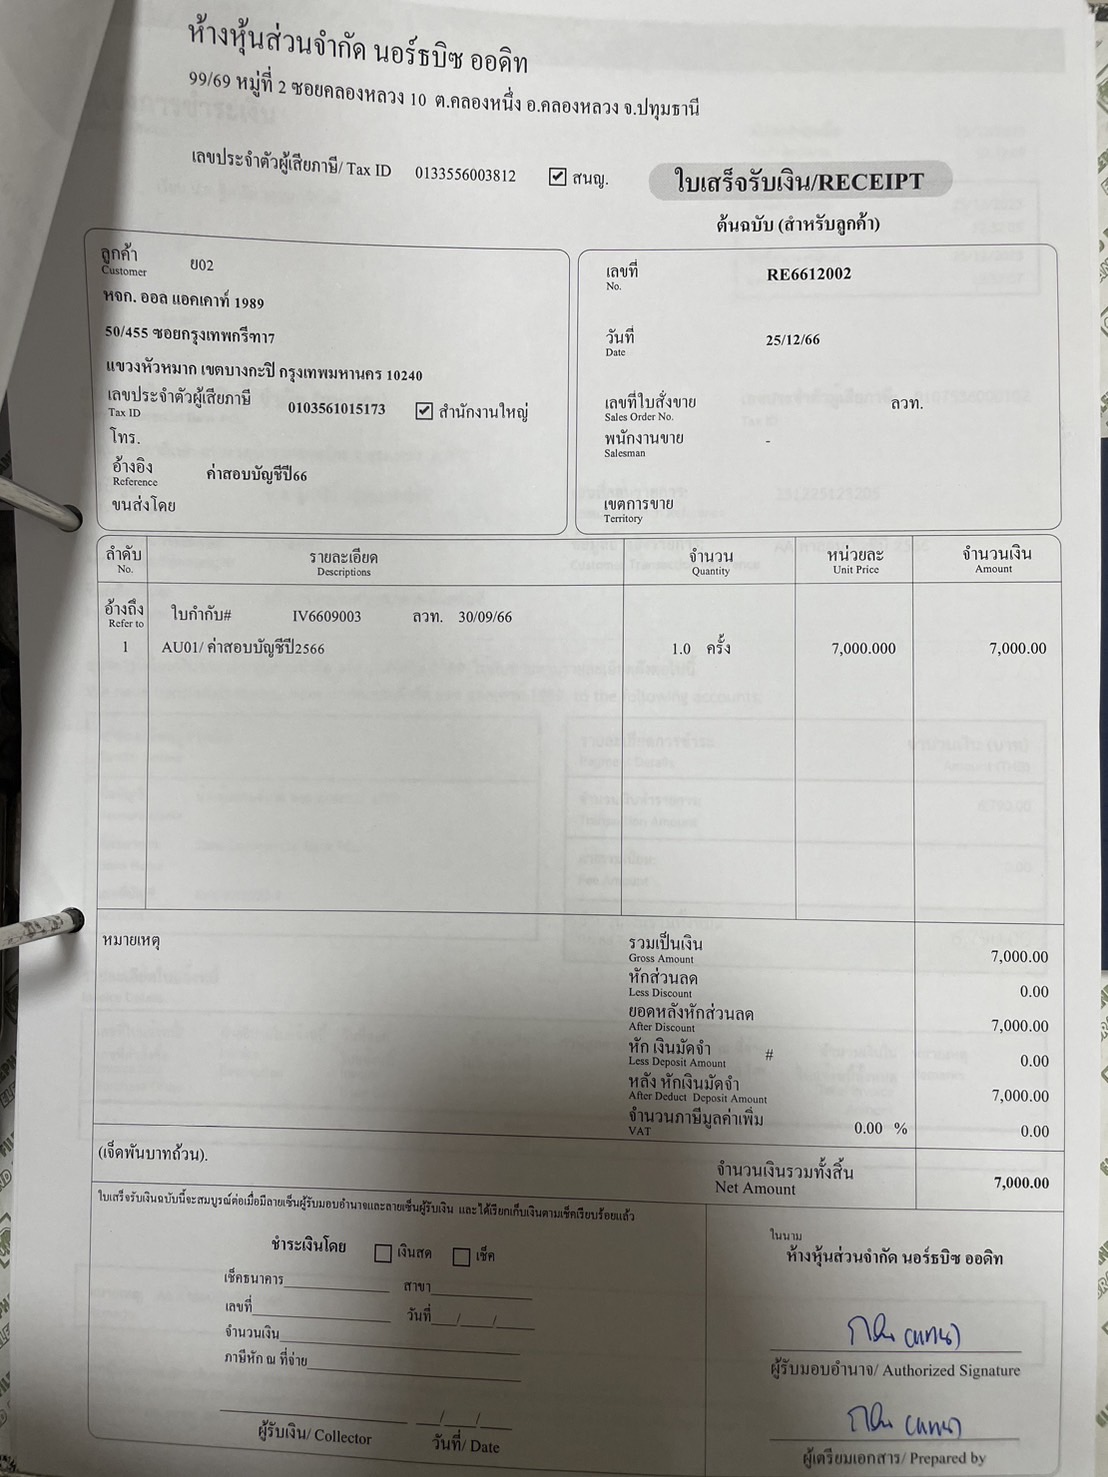 ห้างหุ้นส่วนจำกัด นอร์ธบิซ ออดิท
99/69 หมู่ที่ 2 ซอยคลองหลวง 10 ต.คลองหนึ่ง อ.คลองหลวง จ.ปทุมธานี
เลขประจำตัวผู้เสียภาษี/ Tax ID 0133556003812 ☑ สนญ.
ใบเสร็จรับเงิน/RECEIPT
ต้นฉบับ (สำหรับลูกค้า)
ลูกค้า ย02
Customer
หจก. ออล แอคเคาท์ 1989
50/455 ซอยกรุงเทพกรีฑา7
แขวงหัวหมาก เขตบางกะปิ กรุงเทพมหานคร 10240
เลขประจำตัวผู้เสียภาษี
Tax ID 0103561015173 ☑ สำนักงานใหญ่
โทร.
อ้างอิง ค่าสอบบัญชีปี66
Reference
ขนส่งโดย
เลขที่ RE6612002
No.
วันที่ 25/12/66
Date
เลขที่ใบสั่งขาย ลวท.
Sales Order No.
พนักงานขาย -
Salesman
เขตการขาย
Territory
ลำดับ รายละเอียด จำนวน หน่วยละ จำนวนเงิน
No. Descriptions Quantity Unit Price Amount
อ้างถึง ใบกำกับ# IV6609003 ลวท. 30/09/66
Refer to
1 AU01/ ค่าสอบบัญชีปี2566 1.0 ครั้ง 7,000.000 7,000.00
หมายเหตุ
รวมเป็นเงิน 7,000.00
Gross Amount
หักส่วนลด 0.00
Less Discount
ยอดหลังหักส่วนลด 7,000.00
After Discount
หัก เงินมัดจำ # 0.00
Less Deposit Amount
หลัง หักเงินมัดจำ 7,000.00
After Deduct Deposit Amount
จำนวนภาษีมูลค่าเพิ่ม 0.00 % 0.00
VAT
(เจ็ดพันบาทถ้วน).
จำนวนเงินรวมทั้งสิ้น 7,000.00
Net Amount
ใบเสร็จรับเงินฉบับนี้จะสมบูรณ์ต่อเมื่อมีลายเซ็นผู้รับมอบอำนาจและลายเซ็นผู้รับเงิน และได้เรียกเก็บเงินตามเช็คเรียบร้อยแล้ว
ชำระเงินโดย ☐ เงินสด ☐ เช็ค
เช็คธนาคาร สาขา
เลขที่ วันที่ / /
จำนวนเงิน
ภาษีหัก ณ ที่จ่าย
/ /
ผู้รับเงิน/ Collector วันที่/ Date
ในนาม
ห้างหุ้นส่วนจำกัด นอร์ธบิซ ออดิท
ผู้รับมอบอำนาจ/ Authorized Signature
ผู้เตรียมเอกสาร/ Prepared by